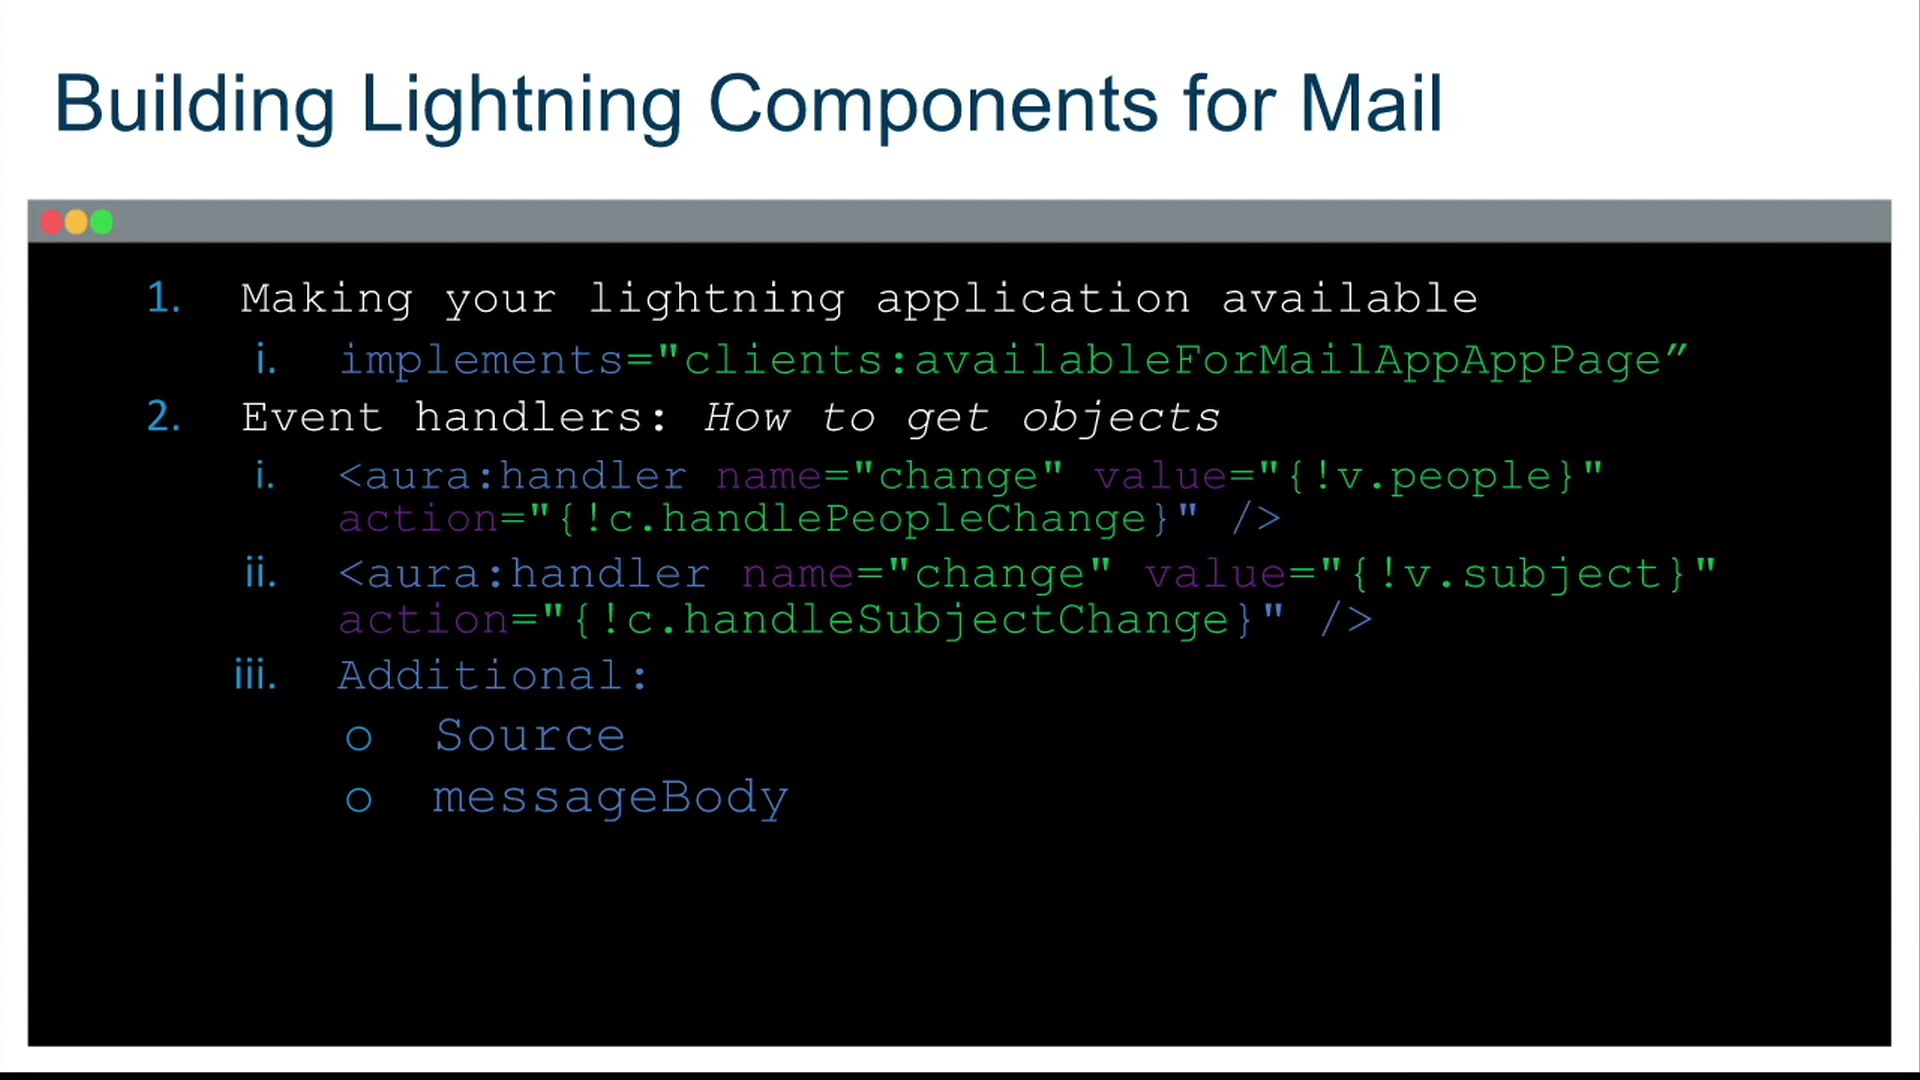 Building Lightning Components for Mail
1. Making your lightning application available
i. implements="clients:availableForMailAppAppPage”
2. Event handlers: How to get objects
i. <aura:handler name="change" value="{!v.people}"
action="{!c.handlePeopleChange}" />
ii. <aura:handler name="change" value="{!v.subject}"
action="{!c.handleSubjectChange}" />
iii. Additional:
o Source
o messageBody